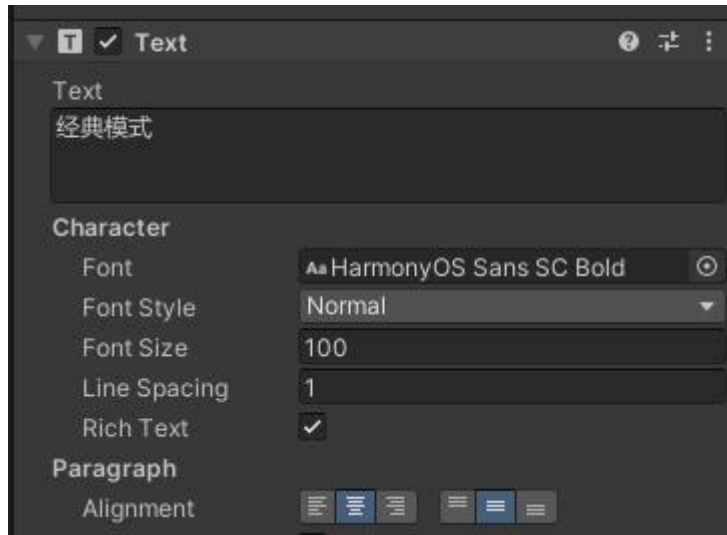 Text
Text
经典模式
Character
Font Aa HarmonyOS Sans SC Bold
Font Style Normal
Font Size 100
Line Spacing 1
Rich Text
Paragraph
Alignment